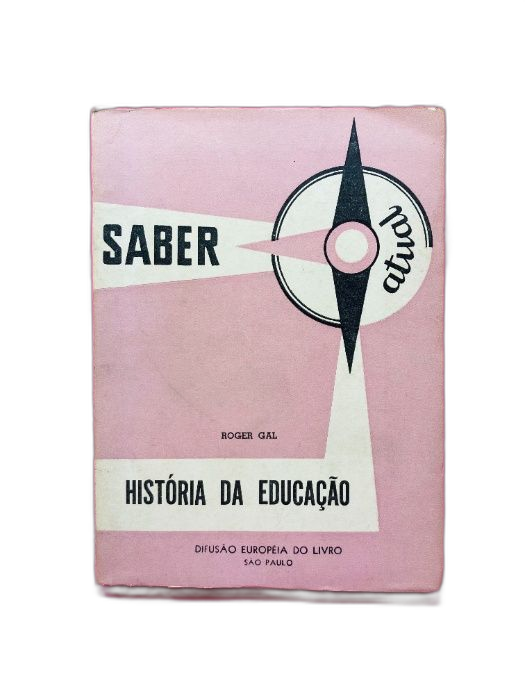 SABER
atual
ROGER GAL
HISTÓRIA DA EDUCAÇÃO
DIFUSÃO EUROPÉIA DO LIVRO
SÃO PAULO